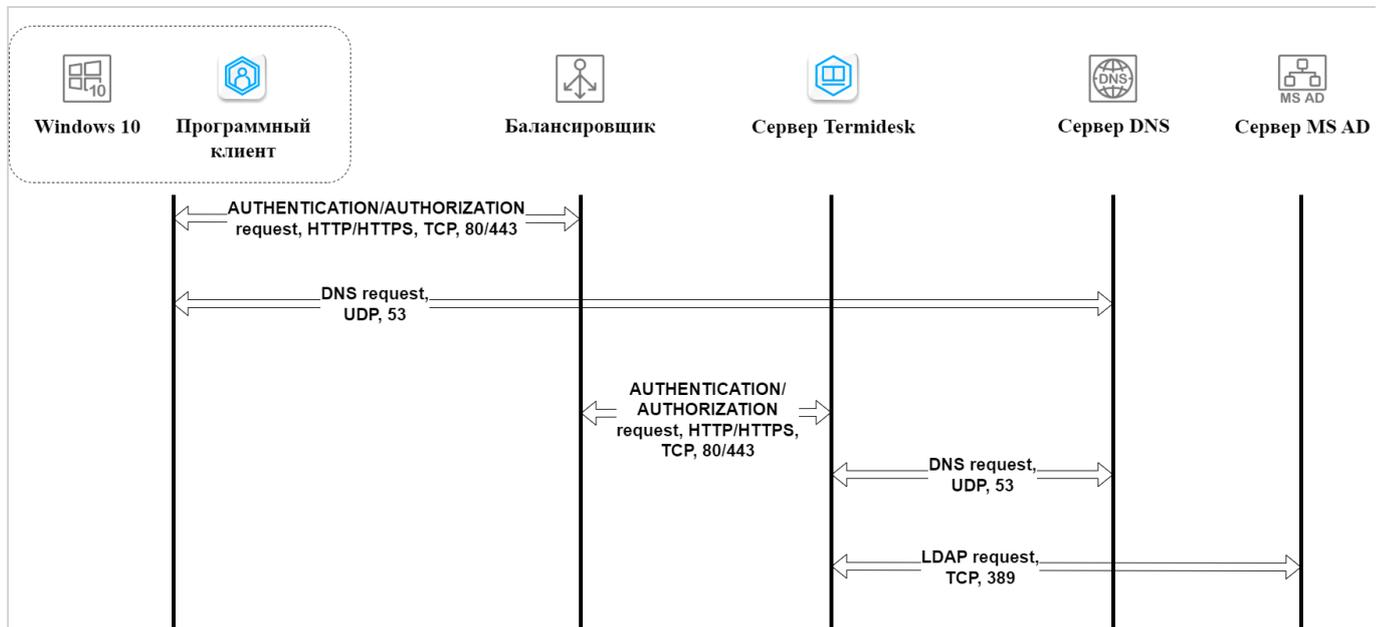 10
DNS
MS AD
Windows 10
Программный
клиент
Балансировщик
Сервер Termidesk
Сервер DNS
Сервер MS AD
AUTHENTICATION/AUTHORIZATION
request, HTTP/HTTPS, TCP, 80/443
DNS request,
UDP, 53
AUTHENTICATION/
AUTHORIZATION
request, HTTP/HTTPS,
TCP, 80/443
DNS request,
UDP, 53
LDAP request,
TCP, 389